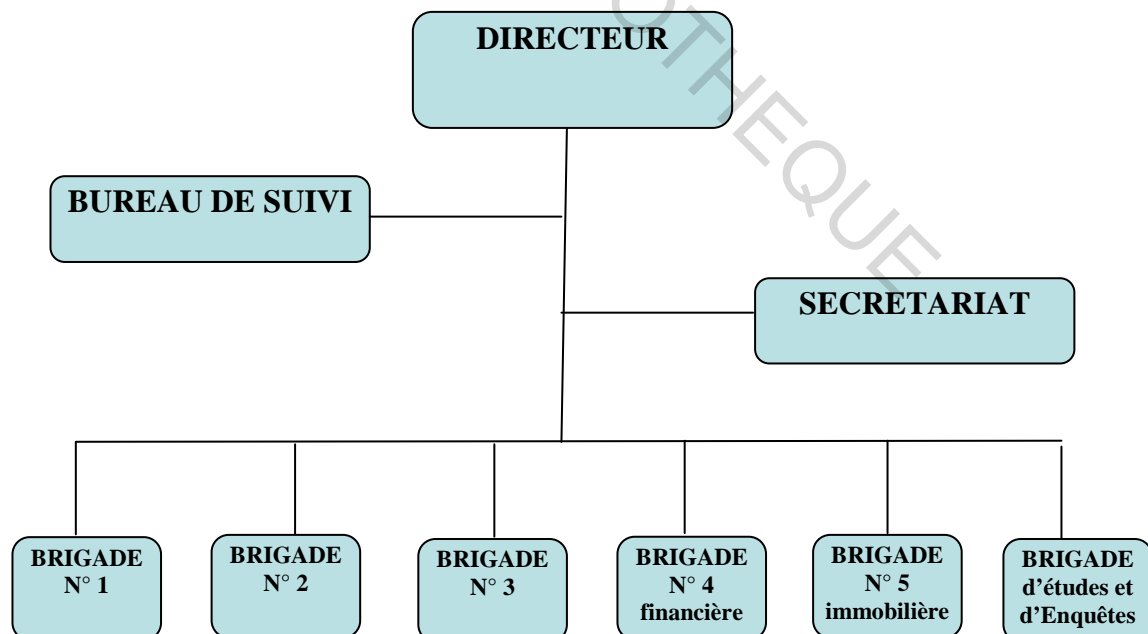 DIRECTEUR
OTHEQUE
BUREAU DE SUIVI
SECRETARIAT
BRIGADE
N° 1
BRIGADE
N° 2
BRIGADE
N° 3
BRIGADE
N° 4
financière
BRIGADE
N° 5
immobilière
BRIGADE
d'études et
d'Enquêtes